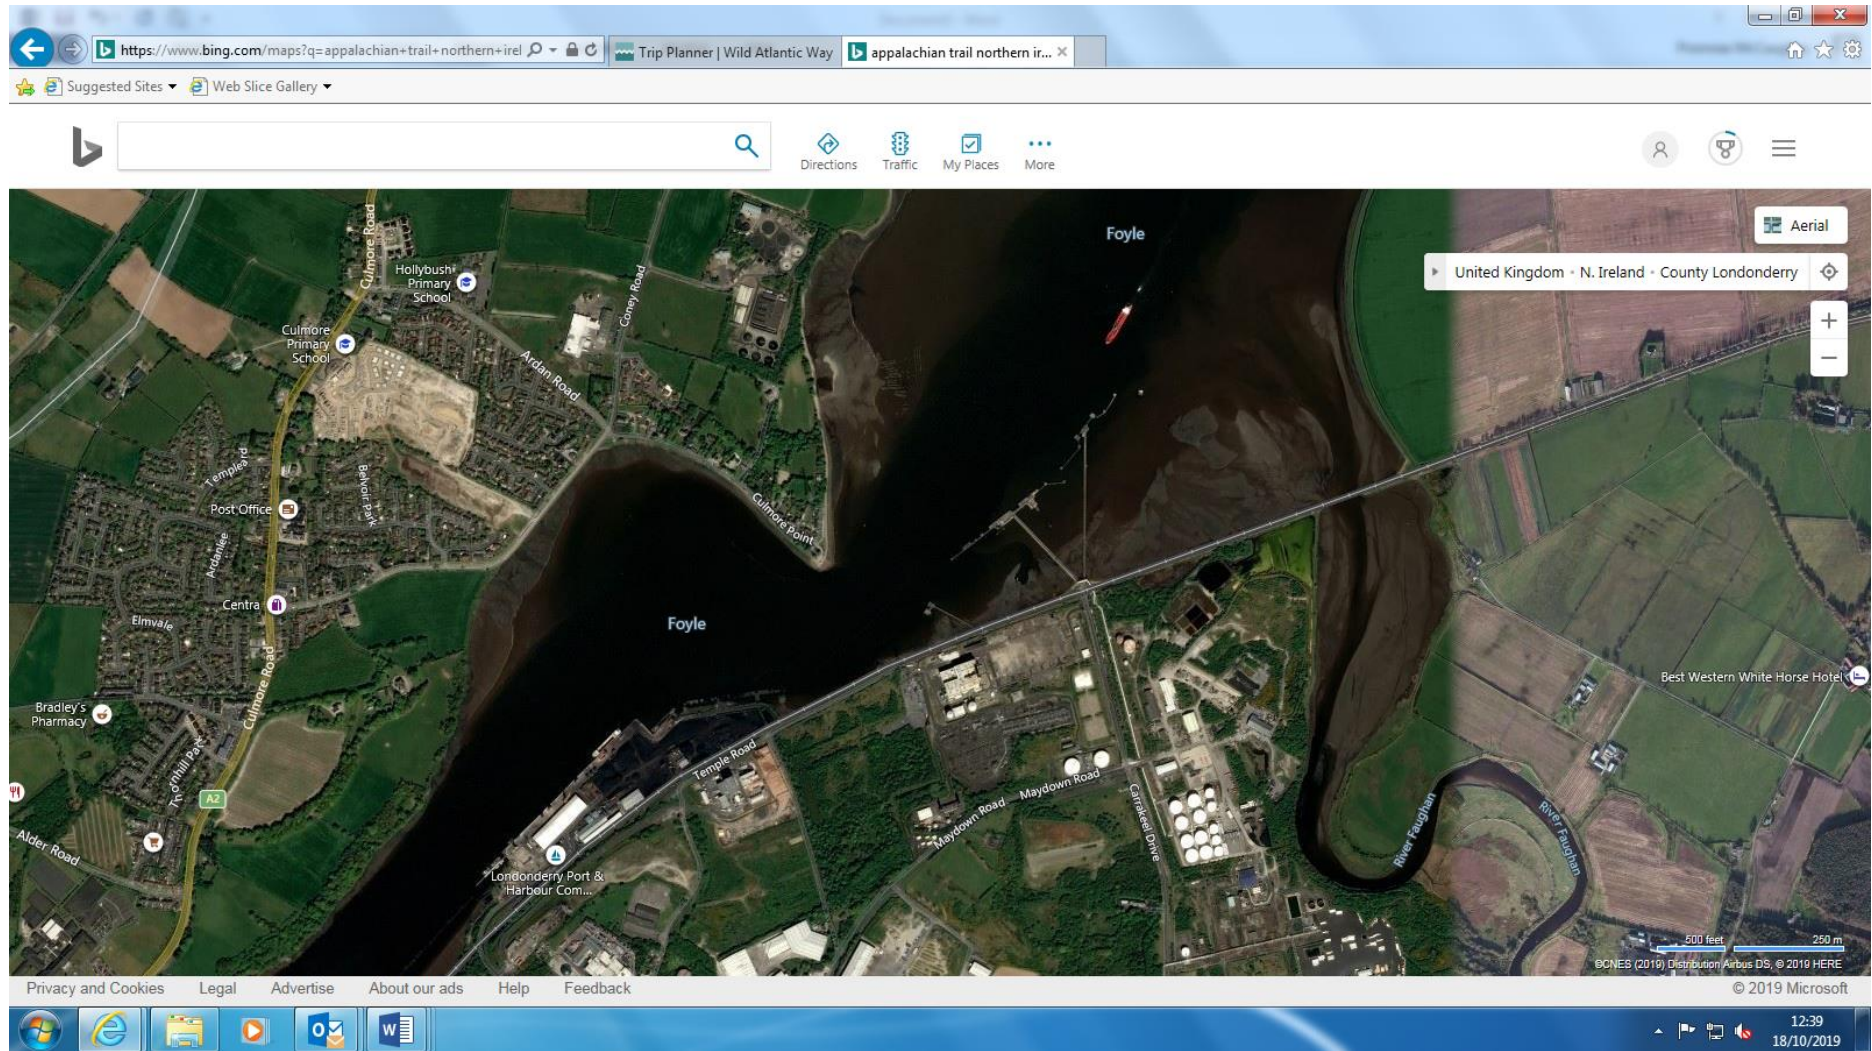 https://www.bing.com/maps?q=appalachian+trail+northern+irel
Trip Planner | Wild Atlantic Way
appalachian trail northern ir...
Suggested Sites
Web Slice Gallery
Directions
Traffic
My Places
More
Aerial
United Kingdom • N. Ireland • County Londonderry
Foyle
Culmore Road
Hollybush
Primary
School
Coney Road
Culmore
Primary
School
Ardan Road
Templeard
Belvoir Park
Post Office
Culmore Point
Ardanlee
Centra
Elmvale
Foyle
Culmore Road
Best Western White Horse Hotel
Bradley's
Pharmacy
Thornhill Park
Temple Road
A2
Maydown Road
Maydown Road
Carrakeel Drive
River Faughan
River Faughan
Alder Road
Londonderry Port &
Harbour Com...
500 feet
250 m
©CNES (2019) Distribution Airbus DS, © 2019 HERE
Privacy and Cookies
Legal
Advertise
About our ads
Help
Feedback
© 2019 Microsoft
12:39
18/10/2019